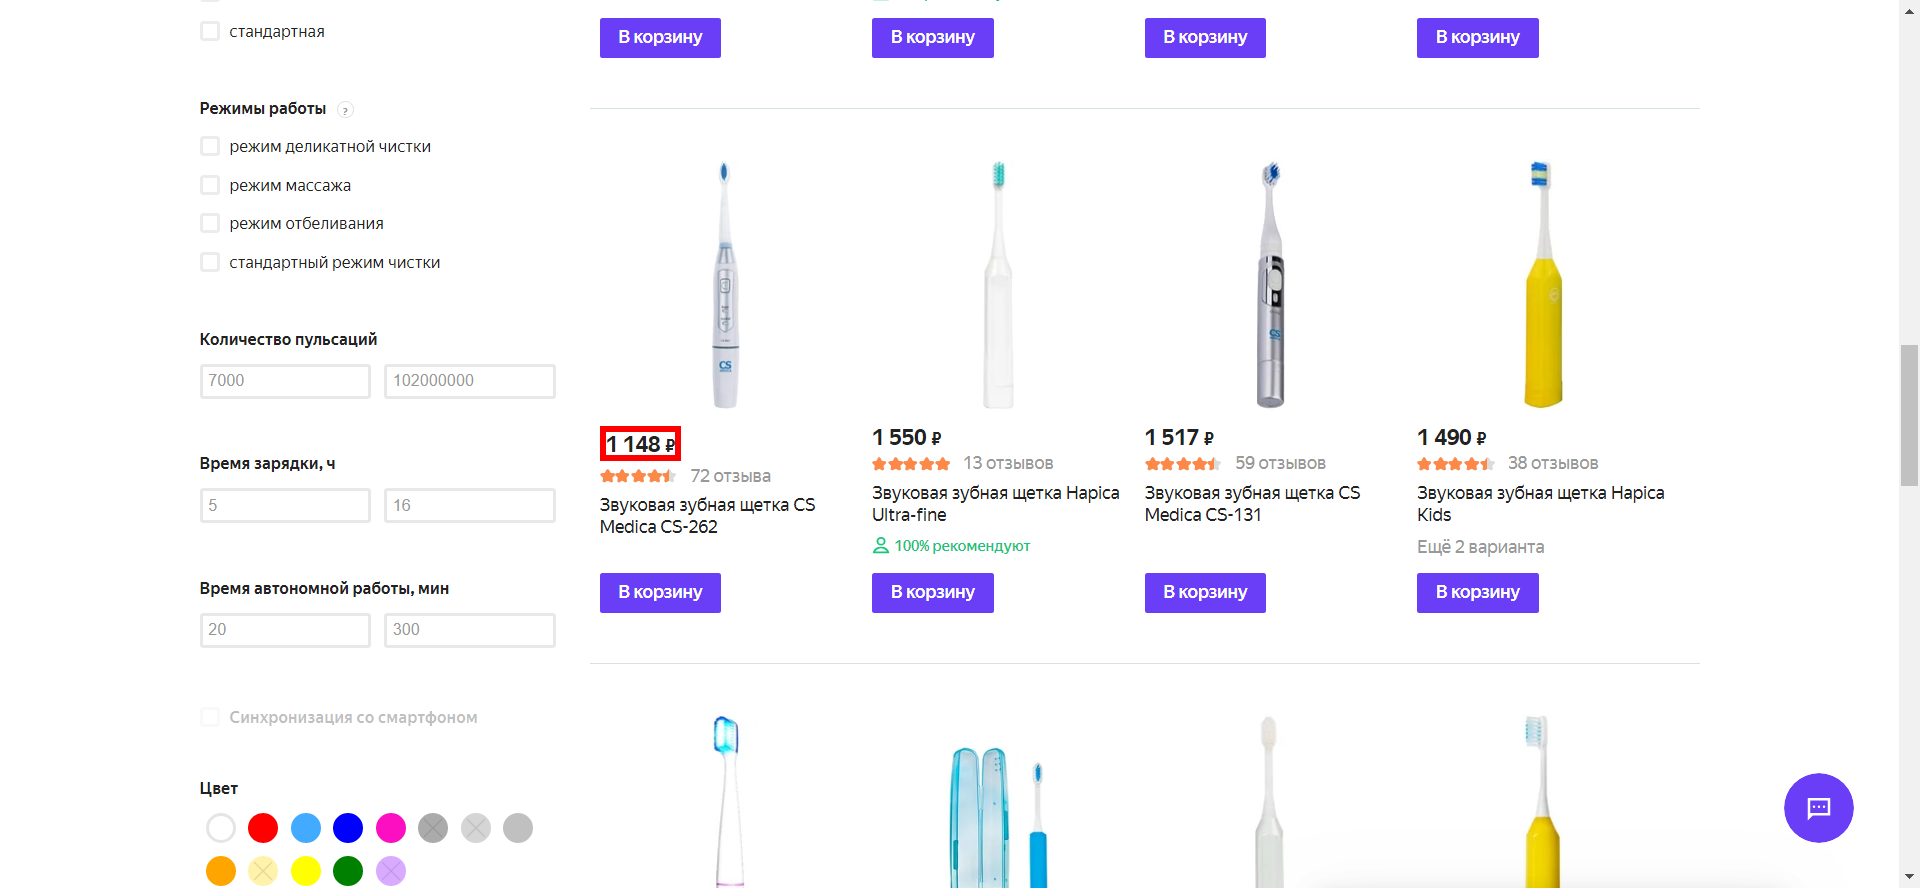 стандартная
Режимы работы ?
режим деликатной чистки
режим массажа
режим отбеливания
стандартный режим чистки
Количество пульсаций
7000 102000000
Время зарядки, ч
5 16
Время автономной работы, мин
20 300
Синхронизация со смартфоном
Цвет
В корзину В корзину В корзину В корзину
1 148 ₽
72 отзыва
Звуковая зубная щетка CS
Medica CS-262
В корзину
1 550 ₽
13 отзывов
Звуковая зубная щетка Hapica
Ultra-fine
100% рекомендуют
В корзину
1 517 ₽
59 отзывов
Звуковая зубная щетка CS
Medica CS-131
В корзину
1 490 ₽
38 отзывов
Звуковая зубная щетка Hapica
Kids
Ещё 2 варианта
В корзину
CS
CS